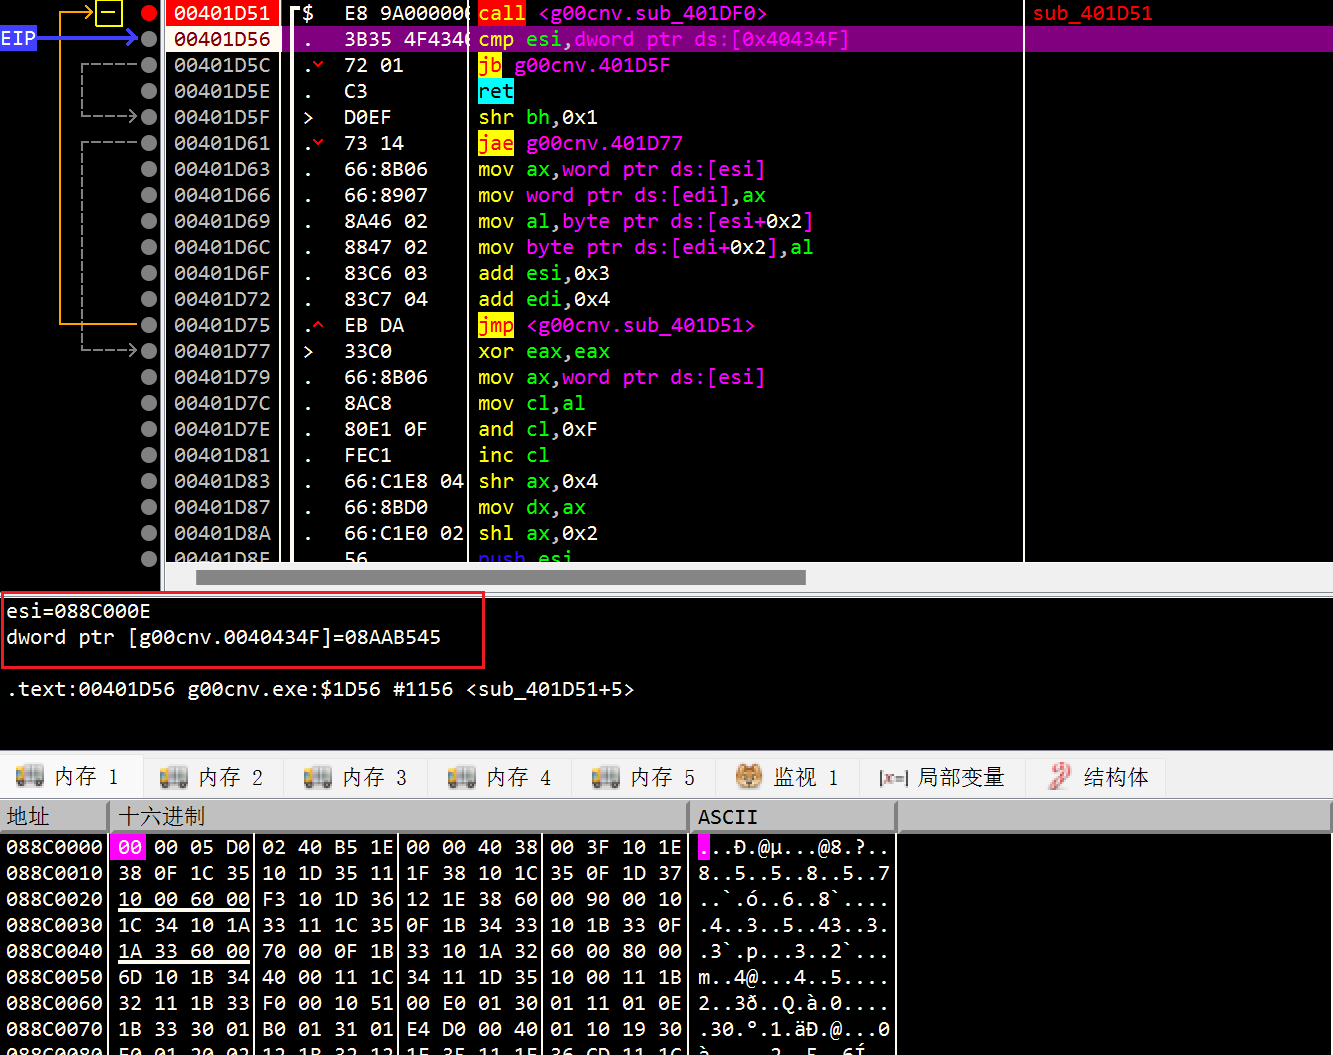 00401D51 $ E8 9A000000 call <g00cnv.sub_401DF0> sub_401D51
EIP 00401D56 . 3B35 4F4340 cmp esi,dword ptr ds:[0x40434F]
00401D5C . 72 01 jb g00cnv.401D5F
00401D5E . C3 ret
00401D5F > D0EF shr bh,0x1
00401D61 . 73 14 jae g00cnv.401D77
00401D63 . 66:8B06 mov ax,word ptr ds:[esi]
00401D66 . 66:8907 mov word ptr ds:[edi],ax
00401D69 . 8A46 02 mov al,byte ptr ds:[esi+0x2]
00401D6C . 8847 02 mov byte ptr ds:[edi+0x2],al
00401D6F . 83C6 03 add esi,0x3
00401D72 . 83C7 04 add edi,0x4
00401D75 . EB DA jmp <g00cnv.sub_401D51>
00401D77 > 33C0 xor eax,eax
00401D79 . 66:8B06 mov ax,word ptr ds:[esi]
00401D7C . 8AC8 mov cl,al
00401D7E . 80E1 0F and cl,0xF
00401D81 . FEC1 inc cl
00401D83 . 66:C1E8 04 shr ax,0x4
00401D87 . 66:8BD0 mov dx,ax
00401D8A . 66:C1E0 02 shl ax,0x2
00401D8E . 56 push esi
esi=088C000E
dword ptr [g00cnv.0040434F]=08AAB545
.text:00401D56 g00cnv.exe:$1D56 #1156 <sub_401D51+5>
内存 1 内存 2 内存 3 内存 4 内存 5 监视 1 [x=] 局部变量 结构体
地址 十六进制 ASCII
088C0000 00 00 05 D0 02 40 B5 1E 00 00 40 38 00 3F 10 1E ...Ð.@µ...@8.?..
088C0010 38 0F 1C 35 10 1D 35 11 1F 38 10 1C 35 0F 1D 37 8..5..5..8..5..7
088C0020 10 00 60 00 F3 10 1D 36 12 1E 38 60 00 90 00 10 ..`.ó..6..8`....
088C0030 1C 34 10 1A 33 11 1C 35 0F 1B 34 33 10 1B 33 0F .4..3..5..43..3.
088C0040 1A 33 60 00 70 00 0F 1B 33 10 1A 32 60 00 80 00 .3`.p...3..2`...
088C0050 6D 10 1B 34 40 00 11 1C 34 11 1D 35 10 00 11 1B m..4@...4..5....
088C0060 32 11 1B 33 F0 00 10 51 00 E0 01 30 01 11 01 0E 2..3ð..Q.à.0....
088C0070 1B 33 30 01 B0 01 31 01 E4 D0 00 40 01 10 19 30 .30.°.1.äÐ.@...0